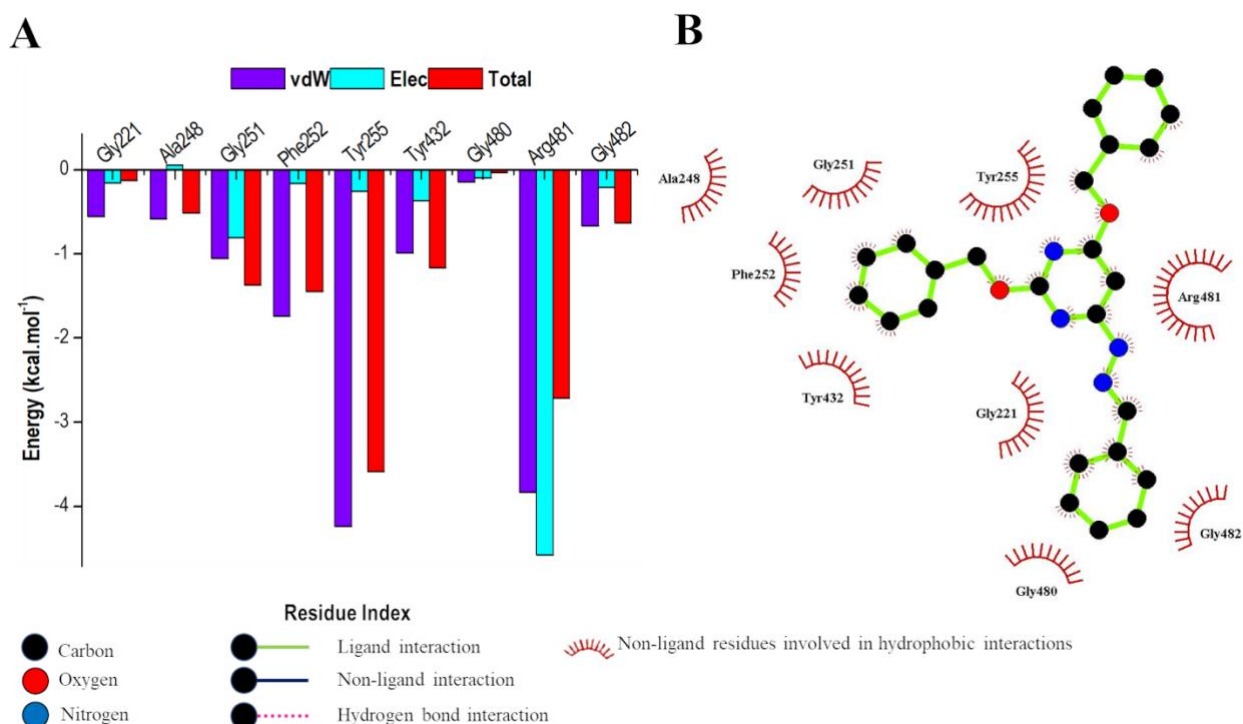 A
B
vdW Elec Total
Gly221 Ala248 Gly251 Phe252 Tyr255 Tyr432 Gly480 Arg481 Gly482
0
-1
-2
-3
-4
Energy (kcal.mol⁻¹)
Residue Index
Ala248
Gly251
Tyr255
Phe252
Arg481
Tyr432
Gly221
Gly482
Gly480
Carbon
Oxygen
Nitrogen
Ligand interaction
Non-ligand interaction
Hydrogen bond interaction
Non-ligand residues involved in hydrophobic interactions